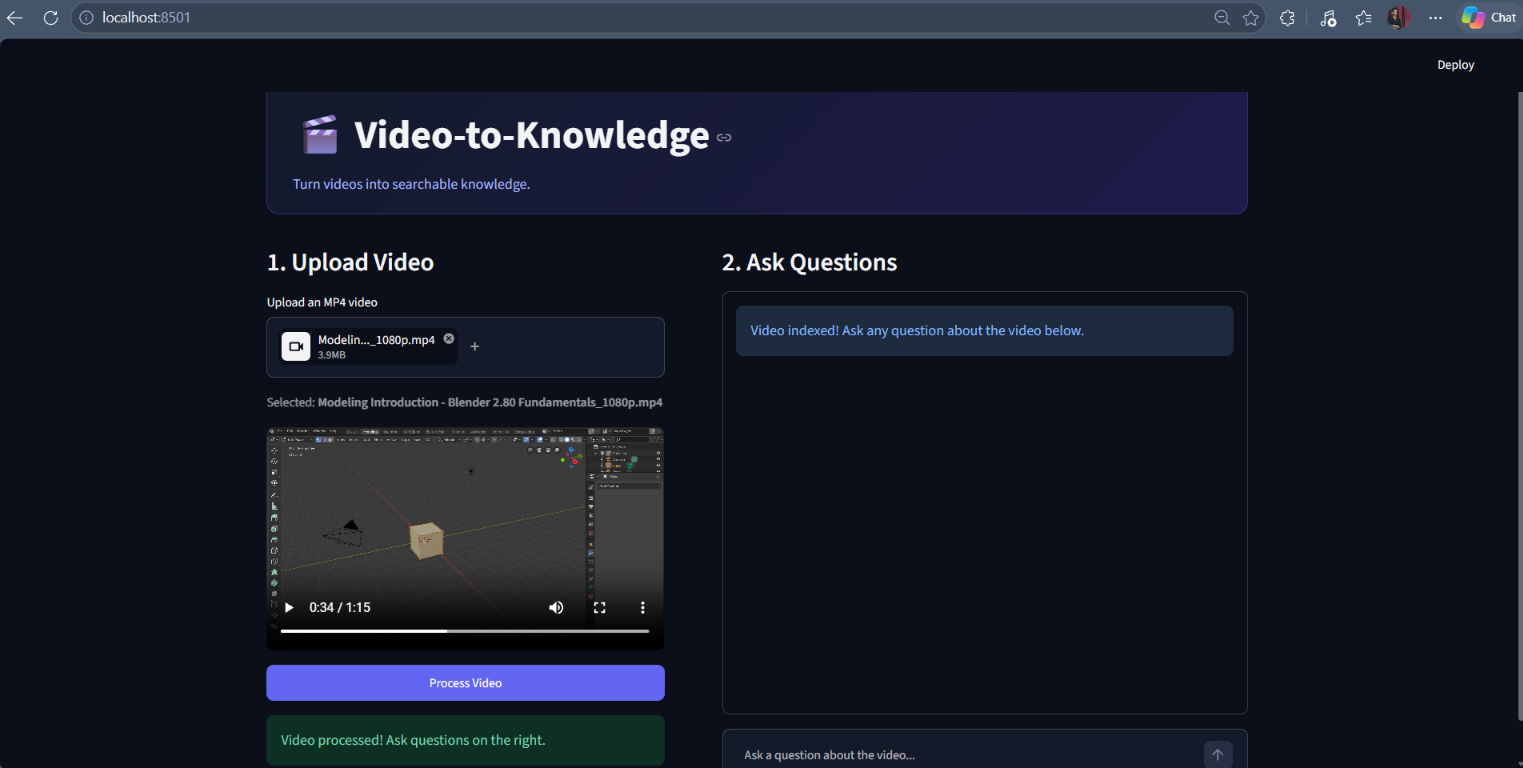 localhost:8501
Chat
Deploy
Video-to-Knowledge
Turn videos into searchable knowledge.
1. Upload Video
Upload an MP4 video
Modelin..._1080p.mp4
3.9MB
Selected: Modeling Introduction - Blender 2.80 Fundamentals_1080p.mp4
0:34 / 1:15
Process Video
Video processed! Ask questions on the right.
2. Ask Questions
Video indexed! Ask any question about the video below.
Ask a question about the video...